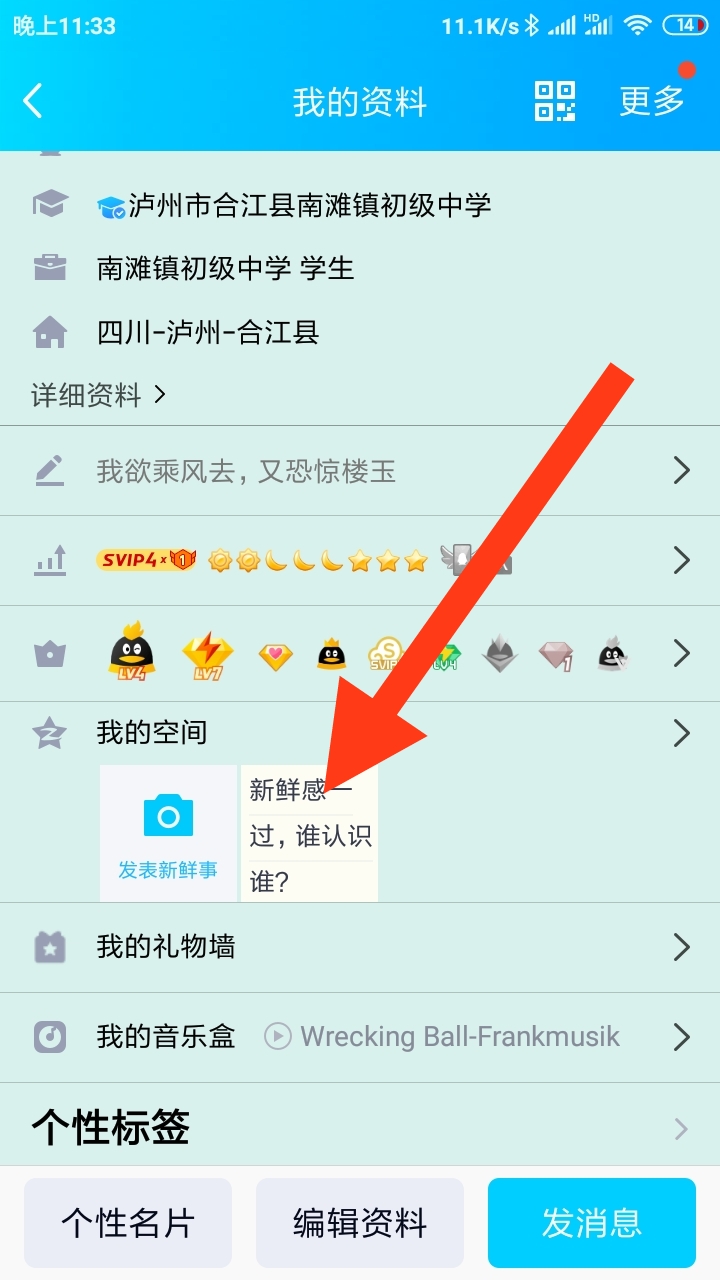 晚上11:33 11.1K/s HD 14
我的资料 更多
泸州市合江县南滩镇初级中学
南滩镇初级中学 学生
四川-泸州-合江县
详细资料
我欲乘风去，又恐惊楼玉
SVIP4x1
LV4 LV7 SVIP LV4 1
我的空间
新鲜感一
过，谁认识
谁？
发表新鲜事
我的礼物墙
我的音乐盒 Wrecking Ball-Frankmusik
个性标签
个性名片 编辑资料 发消息